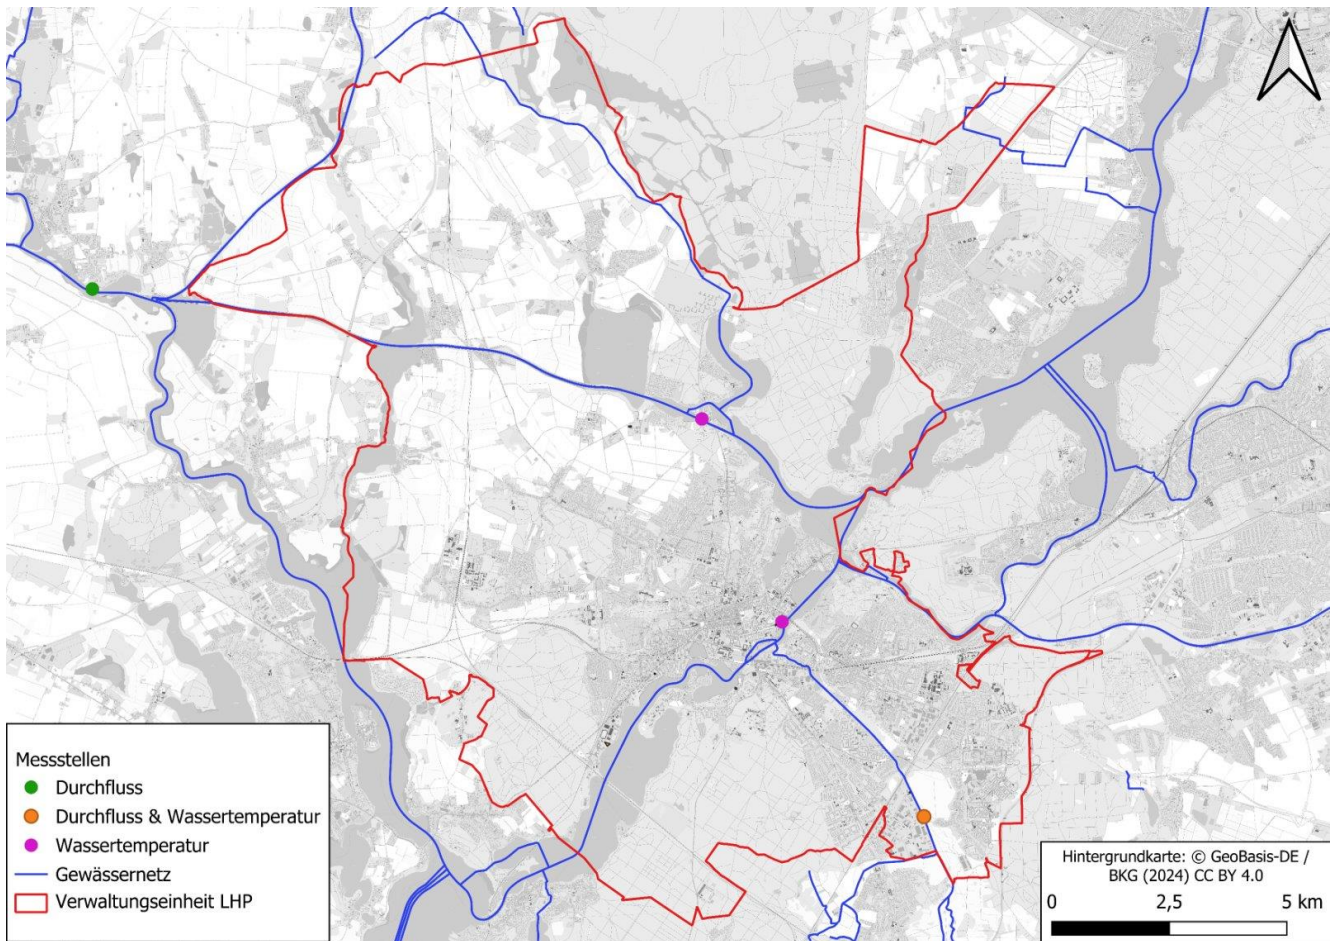 Messstellen
Durchfluss
Durchfluss & Wassertemperatur
Wassertemperatur
Gewässernetz
Verwaltungseinheit LHP
Hintergrundkarte: © GeoBasis-DE /
BKG (2024) CC BY 4.0
0 2,5 5 km